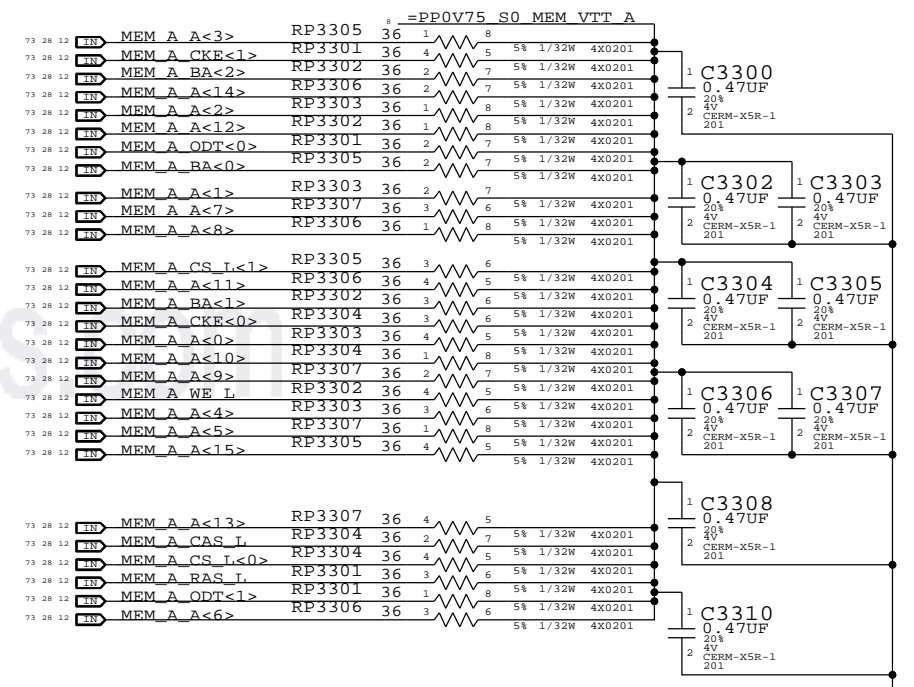 8 =PP0V75_S0_MEM_VTT_A
73 28 12 IN MEM_A_A<3> RP3305 36 1 8 5% 1/32W 4X0201
73 28 12 IN MEM_A_CKE<1> RP3301 36 4 5 5% 1/32W 4X0201
73 28 12 IN MEM_A_BA<2> RP3302 36 2 7 5% 1/32W 4X0201
73 28 12 IN MEM_A_A<14> RP3306 36 2 7 5% 1/32W 4X0201
73 28 12 IN MEM_A_A<2> RP3303 36 1 8 5% 1/32W 4X0201
73 28 12 IN MEM_A_A<12> RP3302 36 1 8 5% 1/32W 4X0201
73 28 12 IN MEM_A_ODT<0> RP3301 36 2 7 5% 1/32W 4X0201
73 28 12 IN MEM_A_BA<0> RP3305 36 2 7 5% 1/32W 4X0201
73 28 12 IN MEM_A_A<1> RP3303 36 2 7 5% 1/32W 4X0201
73 28 12 IN MEM_A_A<7> RP3307 36 3 6 5% 1/32W 4X0201
73 28 12 IN MEM_A_A<8> RP3306 36 1 8 5% 1/32W 4X0201
73 28 12 IN MEM_A_CS_L<1> RP3305 36 3 6 5% 1/32W 4X0201
73 28 12 IN MEM_A_A<11> RP3306 36 4 5 5% 1/32W 4X0201
73 28 12 IN MEM_A_BA<1> RP3302 36 3 6 5% 1/32W 4X0201
73 28 12 IN MEM_A_CKE<0> RP3304 36 3 6 5% 1/32W 4X0201
73 28 12 IN MEM_A_A<0> RP3303 36 4 5 5% 1/32W 4X0201
73 28 12 IN MEM_A_A<10> RP3304 36 1 8 5% 1/32W 4X0201
73 28 12 IN MEM_A_A<9> RP3307 36 2 7 5% 1/32W 4X0201
73 28 12 IN MEM_A_WE_L RP3302 36 4 5 5% 1/32W 4X0201
73 28 12 IN MEM_A_A<4> RP3303 36 3 6 5% 1/32W 4X0201
73 28 12 IN MEM_A_A<5> RP3307 36 1 8 5% 1/32W 4X0201
73 28 12 IN MEM_A_A<15> RP3305 36 4 5 5% 1/32W 4X0201
73 28 12 IN MEM_A_A<13> RP3307 36 4 5 5% 1/32W 4X0201
73 28 12 IN MEM_A_CAS_L RP3304 36 2 7 5% 1/32W 4X0201
73 28 12 IN MEM_A_CS_L<0> RP3304 36 4 5 5% 1/32W 4X0201
73 28 12 IN MEM_A_RAS_L RP3301 36 3 6 5% 1/32W 4X0201
73 28 12 IN MEM_A_ODT<1> RP3301 36 1 8 5% 1/32W 4X0201
73 28 12 IN MEM_A_A<6> RP3306 36 3 6 5% 1/32W 4X0201
1 C3300
0.47UF
20%
4V
2 CERM-X5R-1
201
1 C3302 1 C3303
0.47UF 0.47UF
20% 20%
4V 4V
2 CERM-X5R-1 2 CERM-X5R-1
201 201
1 C3304 1 C3305
0.47UF 0.47UF
20% 20%
4V 4V
2 CERM-X5R-1 2 CERM-X5R-1
201 201
1 C3306 1 C3307
0.47UF 0.47UF
20% 20%
4V 4V
2 CERM-X5R-1 2 CERM-X5R-1
201 201
1 C3308
0.47UF
20%
4V
2 CERM-X5R-1
201
1 C3310
0.47UF
20%
4V
2 CERM-X5R-1
201
s.com